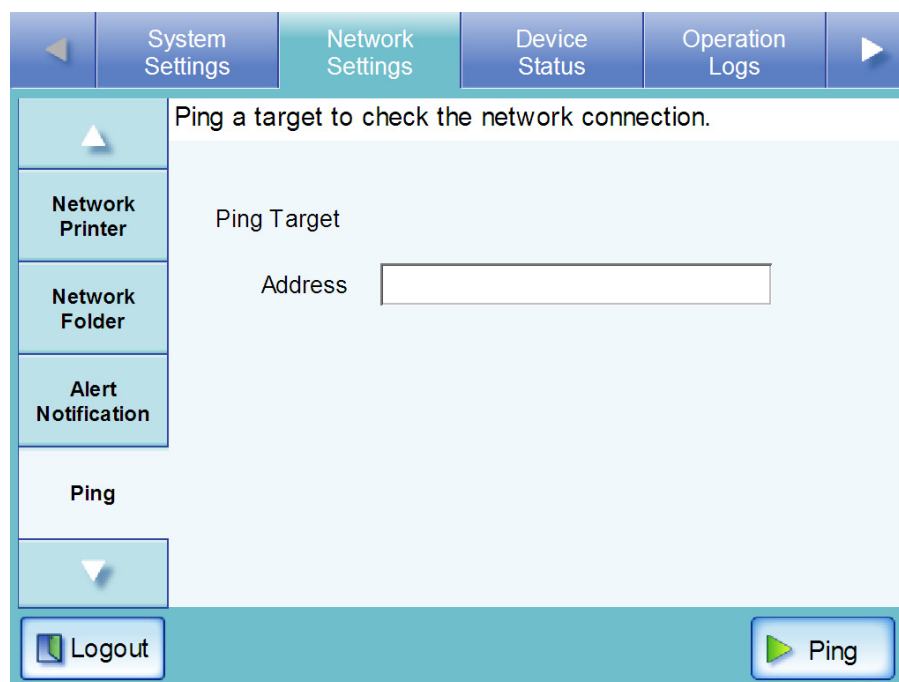 System
Settings
Network
Settings
Device
Status
Operation
Logs
Ping a target to check the network connection.
Network
Printer
Network
Folder
Alert
Notification
Ping
Ping Target
Address
Logout
Ping